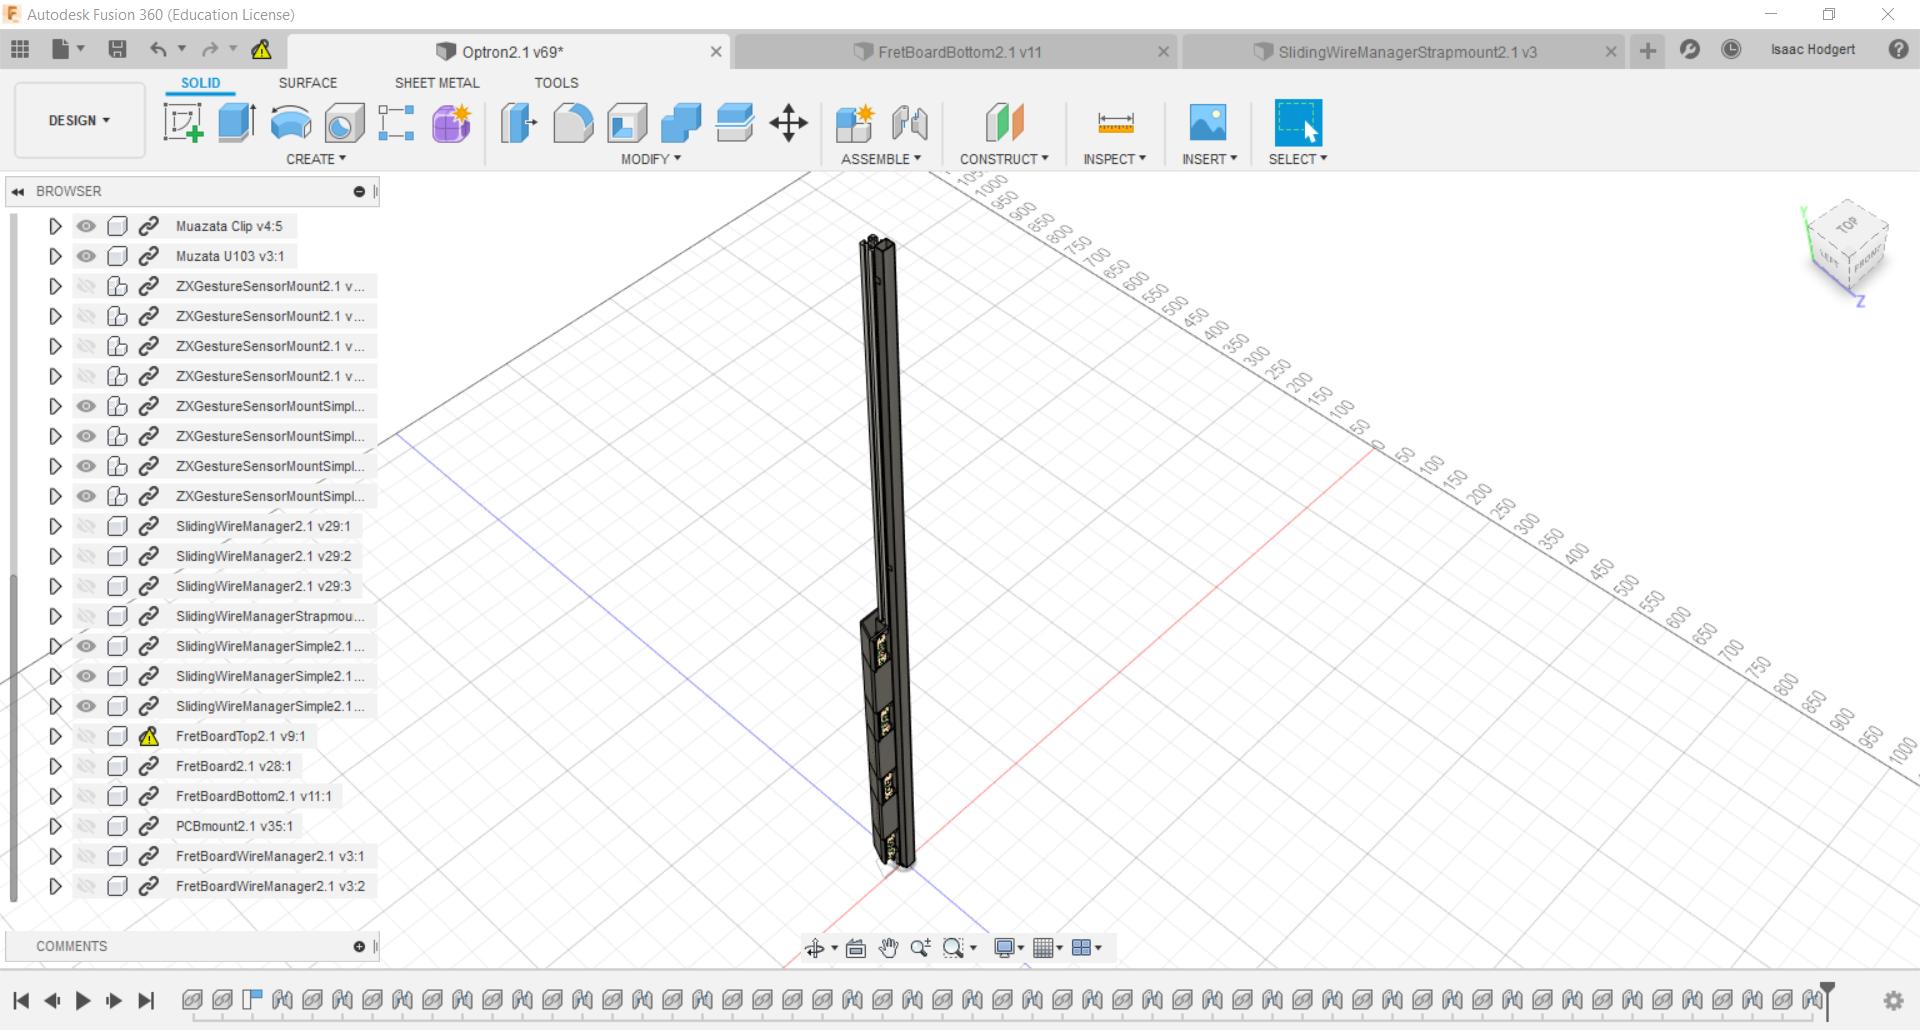 Autodesk Fusion 360 (Education License)
Optron2.1 v69*
FretBoardBottom2.1 v11
SlidingWireManagerStrapmount2.1 v3
Isaac Hodgert
SOLID
SURFACE
SHEET METAL
TOOLS
DESIGN
CREATE
MODIFY
ASSEMBLE
CONSTRUCT
INSPECT
INSERT
SELECT
BROWSER
Muazata Clip v4:5
Muzata U103 v3:1
ZXGestureSensorMount2.1 v...
ZXGestureSensorMount2.1 v...
ZXGestureSensorMount2.1 v...
ZXGestureSensorMount2.1 v...
ZXGestureSensorMountSimpl...
ZXGestureSensorMountSimpl...
ZXGestureSensorMountSimpl...
ZXGestureSensorMountSimpl...
SlidingWireManager2.1 v29:1
SlidingWireManager2.1 v29:2
SlidingWireManager2.1 v29:3
SlidingWireManagerStrapmou...
SlidingWireManagerSimple2.1...
SlidingWireManagerSimple2.1...
SlidingWireManagerSimple2.1...
FretBoardTop2.1 v9:1
FretBoard2.1 v28:1
FretBoardBottom2.1 v11:1
PCBmount2.1 v35:1
FretBoardWireManager2.1 v3:1
FretBoardWireManager2.1 v3:2
COMMENTS
1000
950
900
850
800
750
700
650
600
550
500
450
400
350
300
250
200
150
100
50
0
50
100
150
200
250
300
350
400
450
500
550
600
650
700
750
800
850
900
950
1000
Y
TOP
LEFT
FRONT
Z